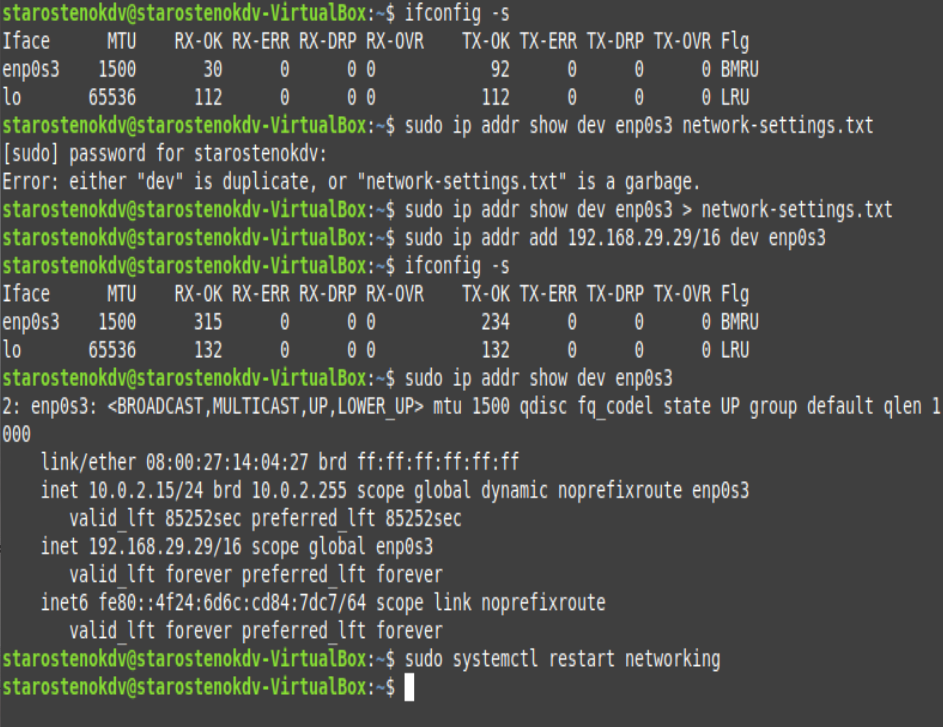 starostenokdv@starostenokdv-VirtualBox:~$ ifconfig -s
Iface MTU RX-OK RX-ERR RX-DRP RX-OVR TX-OK TX-ERR TX-DRP TX-OVR Flg
enp0s3 1500 30 0 0 0 92 0 0 0 BMRU
lo 65536 112 0 0 0 112 0 0 0 LRU
starostenokdv@starostenokdv-VirtualBox:~$ sudo ip addr show dev enp0s3 network-settings.txt
[sudo] password for starostenokdv:
Error: either "dev" is duplicate, or "network-settings.txt" is a garbage.
starostenokdv@starostenokdv-VirtualBox:~$ sudo ip addr show dev enp0s3 > network-settings.txt
starostenokdv@starostenokdv-VirtualBox:~$ sudo ip addr add 192.168.29.29/16 dev enp0s3
starostenokdv@starostenokdv-VirtualBox:~$ ifconfig -s
Iface MTU RX-OK RX-ERR RX-DRP RX-OVR TX-OK TX-ERR TX-DRP TX-OVR Flg
enp0s3 1500 315 0 0 0 234 0 0 0 BMRU
lo 65536 132 0 0 0 132 0 0 0 LRU
starostenokdv@starostenokdv-VirtualBox:~$ sudo ip addr show dev enp0s3
2: enp0s3: <BROADCAST,MULTICAST,UP,LOWER_UP> mtu 1500 qdisc fq_codel state UP group default qlen 1
000
link/ether 08:00:27:14:04:27 brd ff:ff:ff:ff:ff:ff
inet 10.0.2.15/24 brd 10.0.2.255 scope global dynamic noprefixroute enp0s3
valid_lft 85252sec preferred_lft 85252sec
inet 192.168.29.29/16 scope global enp0s3
valid_lft forever preferred_lft forever
inet6 fe80::4f24:6d6c:cd84:7dc7/64 scope link noprefixroute
valid_lft forever preferred_lft forever
starostenokdv@starostenokdv-VirtualBox:~$ sudo systemctl restart networking
starostenokdv@starostenokdv-VirtualBox:~$